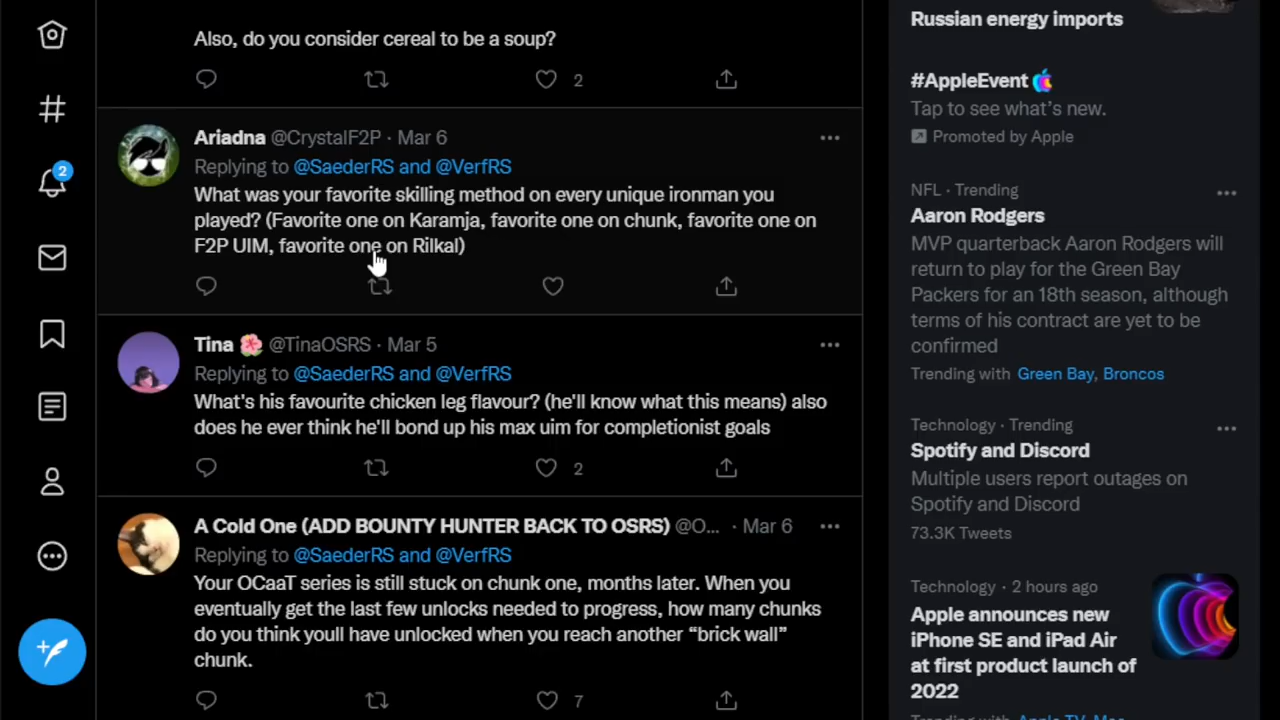 Also, do you consider cereal to be a soup?
2
Ariadna @CrystalF2P · Mar 6
Replying to @SaederRS and @VerfRS
What was your favorite skilling method on every unique ironman you
played? (Favorite one on Karamja, favorite one on chunk, favorite one on
F2P UIM, favorite one on Rilkal)
Tina 🌺 @TinaOSRS · Mar 5
Replying to @SaederRS and @VerfRS
What's his favourite chicken leg flavour? (he'll know what this means) also
does he ever think he'll bond up his max uim for completionist goals
2
A Cold One (ADD BOUNTY HUNTER BACK TO OSRS) @O... · Mar 6
Replying to @SaederRS and @VerfRS
Your OCaaT series is still stuck on chunk one, months later. When you
eventually get the last few unlocks needed to progress, how many chunks
do you think youll have unlocked when you reach another “brick wall”
chunk.
7
2
Russian energy imports
#AppleEvent
Tap to see what’s new.
Promoted by Apple
NFL · Trending
Aaron Rodgers
MVP quarterback Aaron Rodgers will
return to play for the Green Bay
Packers for an 18th season, although
terms of his contract are yet to be
confirmed
Trending with Green Bay, Broncos
Technology · Trending
Spotify and Discord
Multiple users report outages on
Spotify and Discord
73.3K Tweets
Technology · 2 hours ago
Apple announces new
iPhone SE and iPad Air
at first product launch of
2022
Trending with Apple TV, Mac